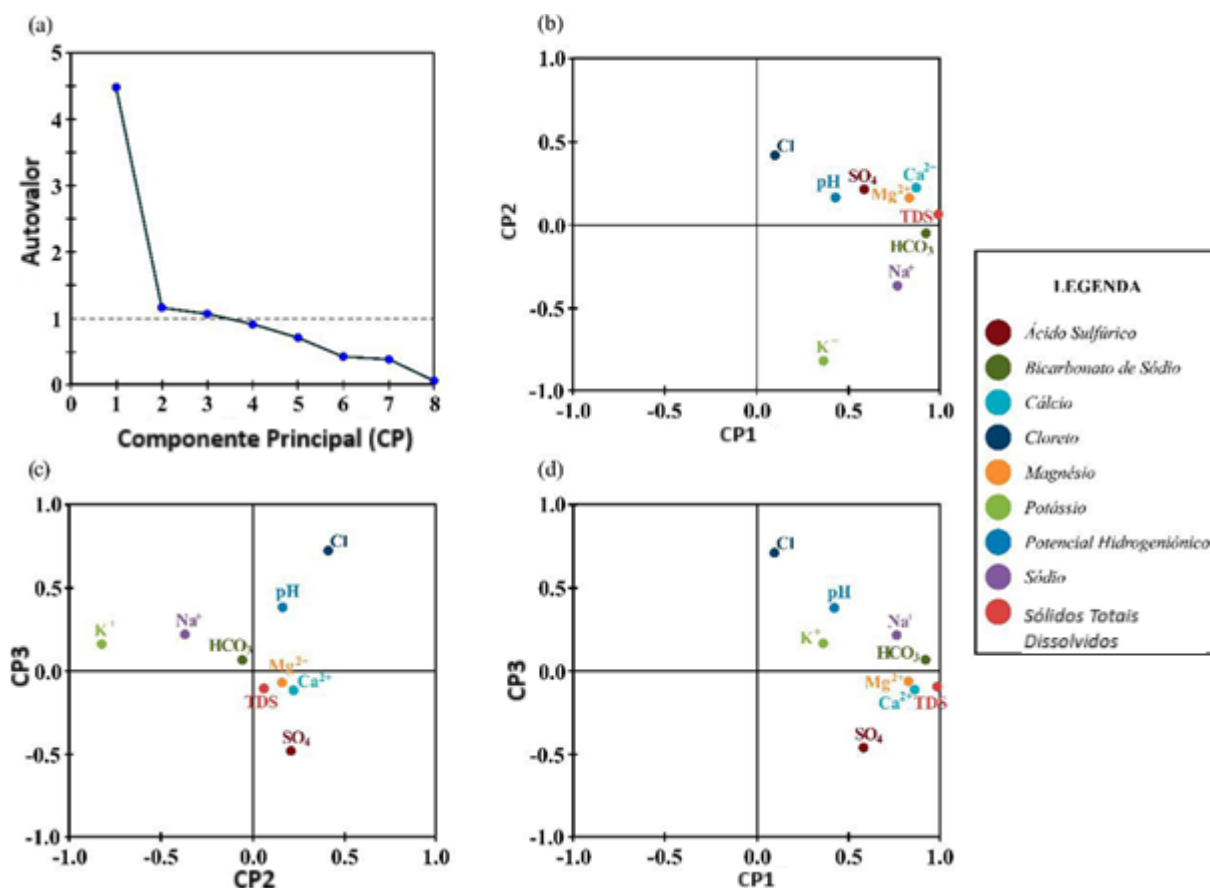 (a)
5
4
3
2
1
0
0 1 2 3 4 5 6 7 8
Autovalor
Componente Principal (CP)
(b)
1.0
0.5
0.0
-0.5
-1.0
-1.0 -0.5 0.0 0.5 1.0
CP2
CP1
Cl
pH
SO₄
Ca²⁻
Mg²⁺
TDS
HCO₃
Na⁺
K⁻
LEGENDA
Ácido Sulfúrico
Bicarbonato de Sódio
Cálcio
Cloreto
Magnésio
Potássio
Potencial Hidrogeniónico
Sódio
Sólidos Totais
Dissolvidos
(c)
1.0
0.5
0.0
-0.5
-1.0
-1.0 -0.5 0.0 0.5 1.0
CP3
CP2
Cl
pH
K⁺
Na⁺
HCO₃
Mg²⁻
Ca²⁺
TDS
SO₄
(d)
1.0
0.5
0.0
-0.5
-1.0
-1.0 -0.5 0.0 0.5 1.0
CP3
CP1
Cl
pH
K⁺
Na⁺
HCO₃
Mg²⁺
Ca²⁺
TDS
SO₄